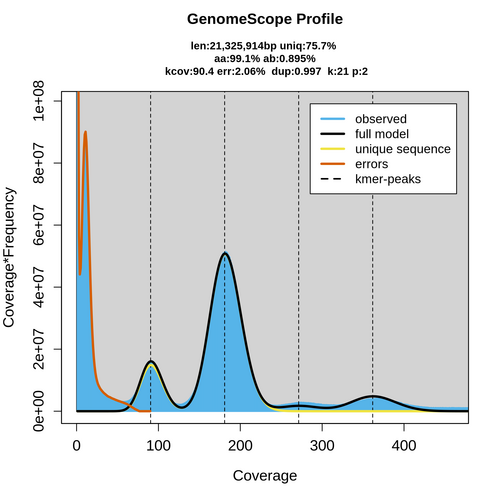 GenomeScope Profile
len:21,325,914bp uniq:75.7%
aa:99.1% ab:0.895%
kcov:90.4 err:2.06% dup:0.997 k:21 p:2
observed
full model
unique sequence
errors
kmer-peaks
Coverage*Frequency
1e+08
8e+07
6e+07
4e+07
2e+07
0e+00
0 100 200 300 400
Coverage